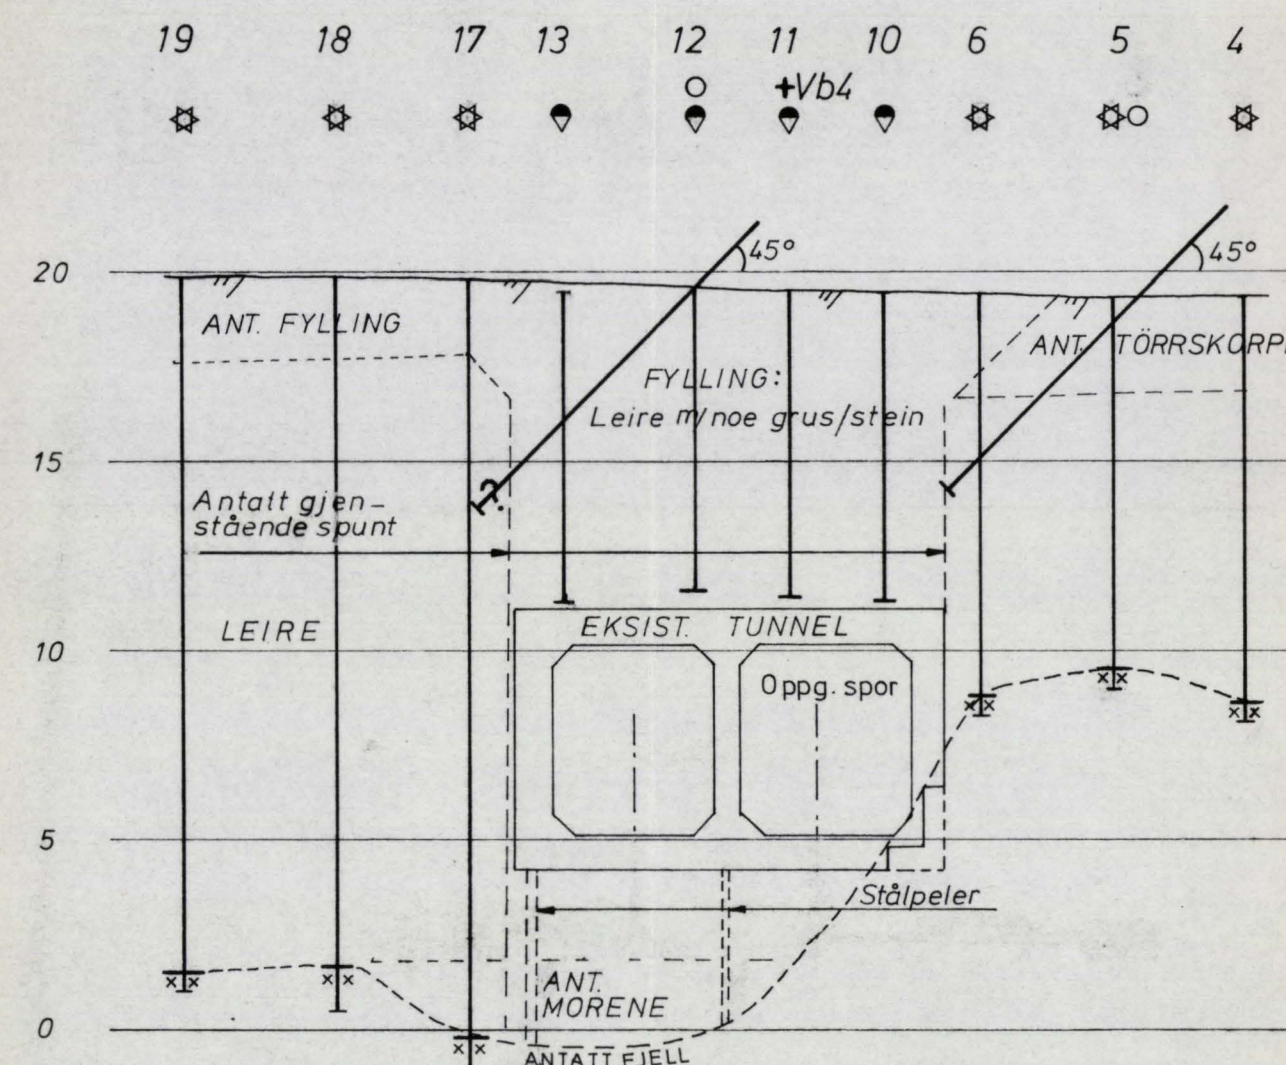 19 18 17 13 12 11 10 6 5 4
+Vb4
45°
45°
20
ANT. FYLLING
ANT. TÖRRSKORP
FYLLING:
Leire m/noe grus/stein
15
?
Antatt gjen-
stående spunt
LEIRE
EKSIST. TUNNEL
10
Oppg. spor
5
Stålpeler
ANT.
MORENE
0
ANTATT FJELL